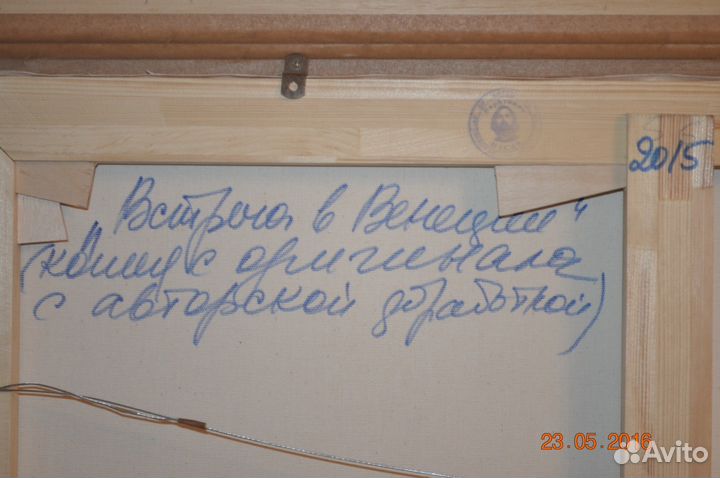 2015
„Встреча в Венеции"
(копия с оригинала
с авторской доработкой)
23.05.2016
Avito